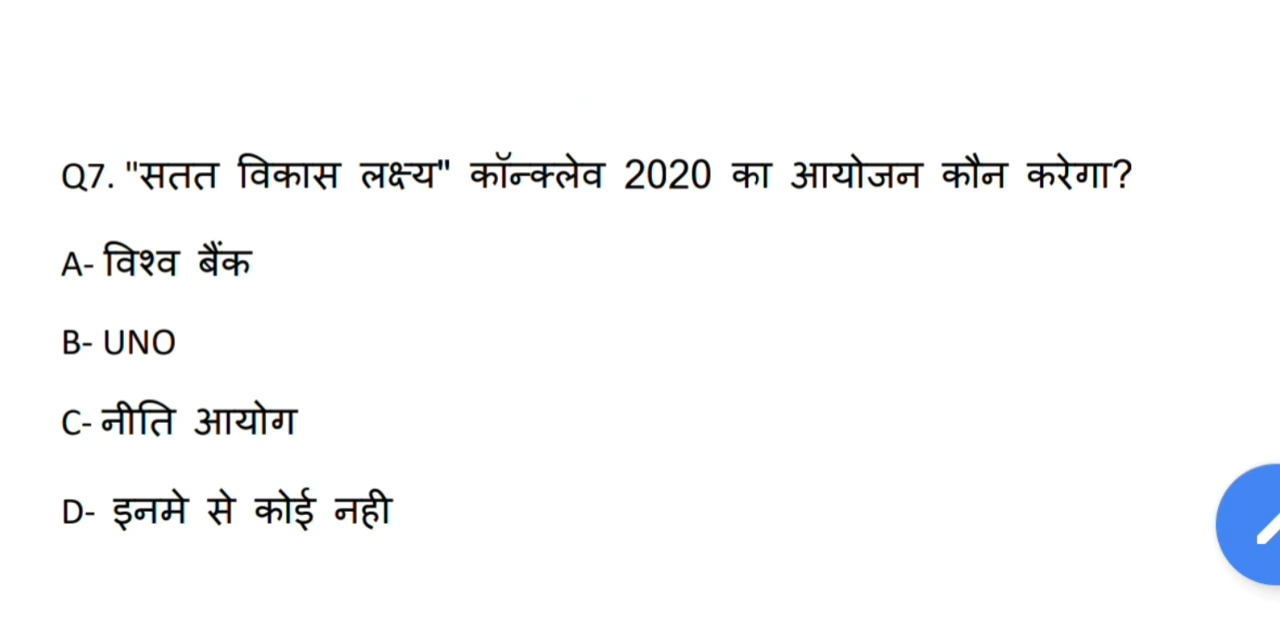 Q7. "सतत विकास लक्ष्य" कॉन्क्लेव 2020 का आयोजन कौन करेगा?
A- विश्व बैंक
B- UNO
C- नीति आयोग
D- इनमे से कोई नही